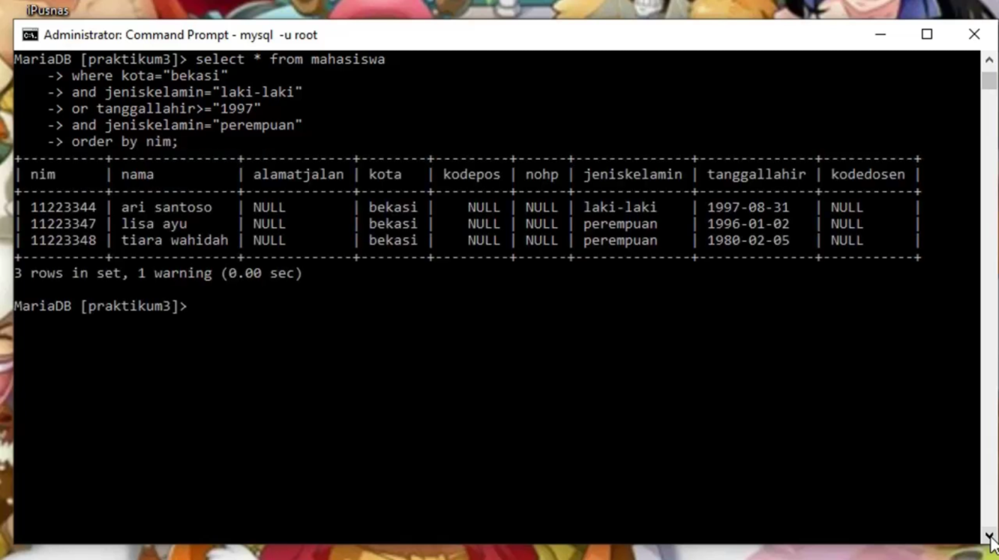 iPusnas
Administrator: Command Prompt - mysql  -u root
MariaDB [praktikum3]> select * from mahasiswa
    -> where kota="bekasi"
    -> and jeniskelamin="laki-laki"
    -> or tanggallahir>="1997"
    -> and jeniskelamin="perempuan"
    -> order by nim;
+----------+---------------+-------------+--------+---------+------+--------------+--------------+-----------+
| nim      | nama          | alamatjalan | kota   | kodepos | nohp | jeniskelamin | tanggallahir | kodedosen |
+----------+---------------+-------------+--------+---------+------+--------------+--------------+-----------+
| 11223344 | ari santoso   | NULL        | bekasi |    NULL | NULL | laki-laki    | 1997-08-31   | NULL      |
| 11223347 | lisa ayu      | NULL        | bekasi |    NULL | NULL | perempuan    | 1996-01-02   | NULL      |
| 11223348 | tiara wahidah | NULL        | bekasi |    NULL | NULL | perempuan    | 1980-02-05   | NULL      |
+----------+---------------+-------------+--------+---------+------+--------------+--------------+-----------+
3 rows in set, 1 warning (0.00 sec)
MariaDB [praktikum3]>